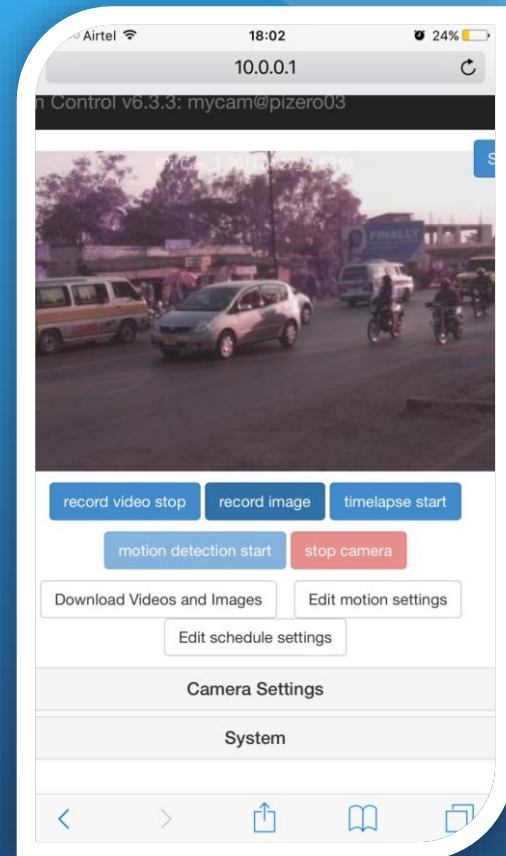 Airtel 18:02 24%
10.0.0.1
Control v6.3.3: mycam@pizero03
S
FINALLY
record video stop record image timelapse start
motion detection start stop camera
Download Videos and Images Edit motion settings
Edit schedule settings
Camera Settings
System